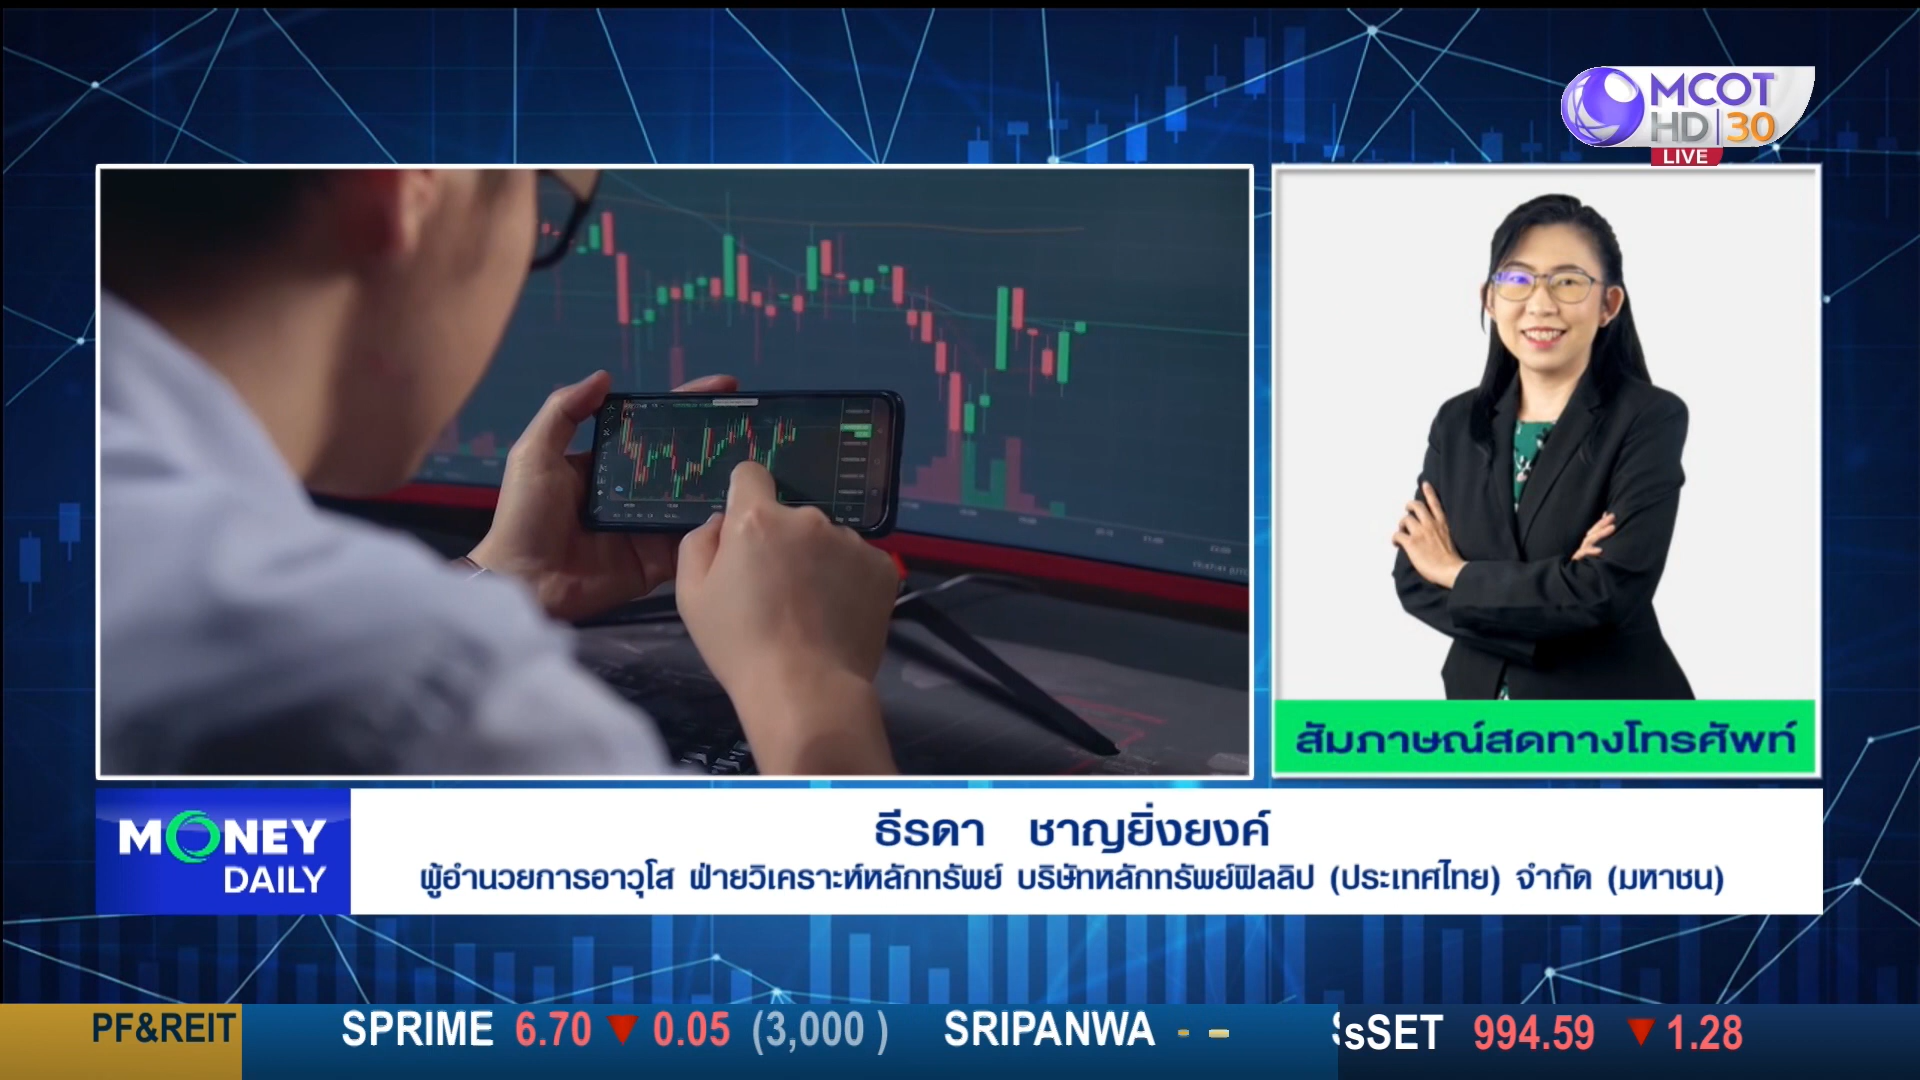 MCOT
HD 30
LIVE
สัมภาษณ์สดทางโทรศัพท์
MONEY
DAILY
ธีรดา ชาญยิ่งยงค์
ผู้อำนวยการอาวุโส ฝ่ายวิเคราะห์หลักทรัพย์ บริษัทหลักทรัพย์ฟิลลิป (ประเทศไทย) จำกัด (มหาชน)
PF&REIT SPRIME 6.70 ▼ 0.05 (3,000 ) SRIPANWA - - sSET 994.59 ▼ 1.28